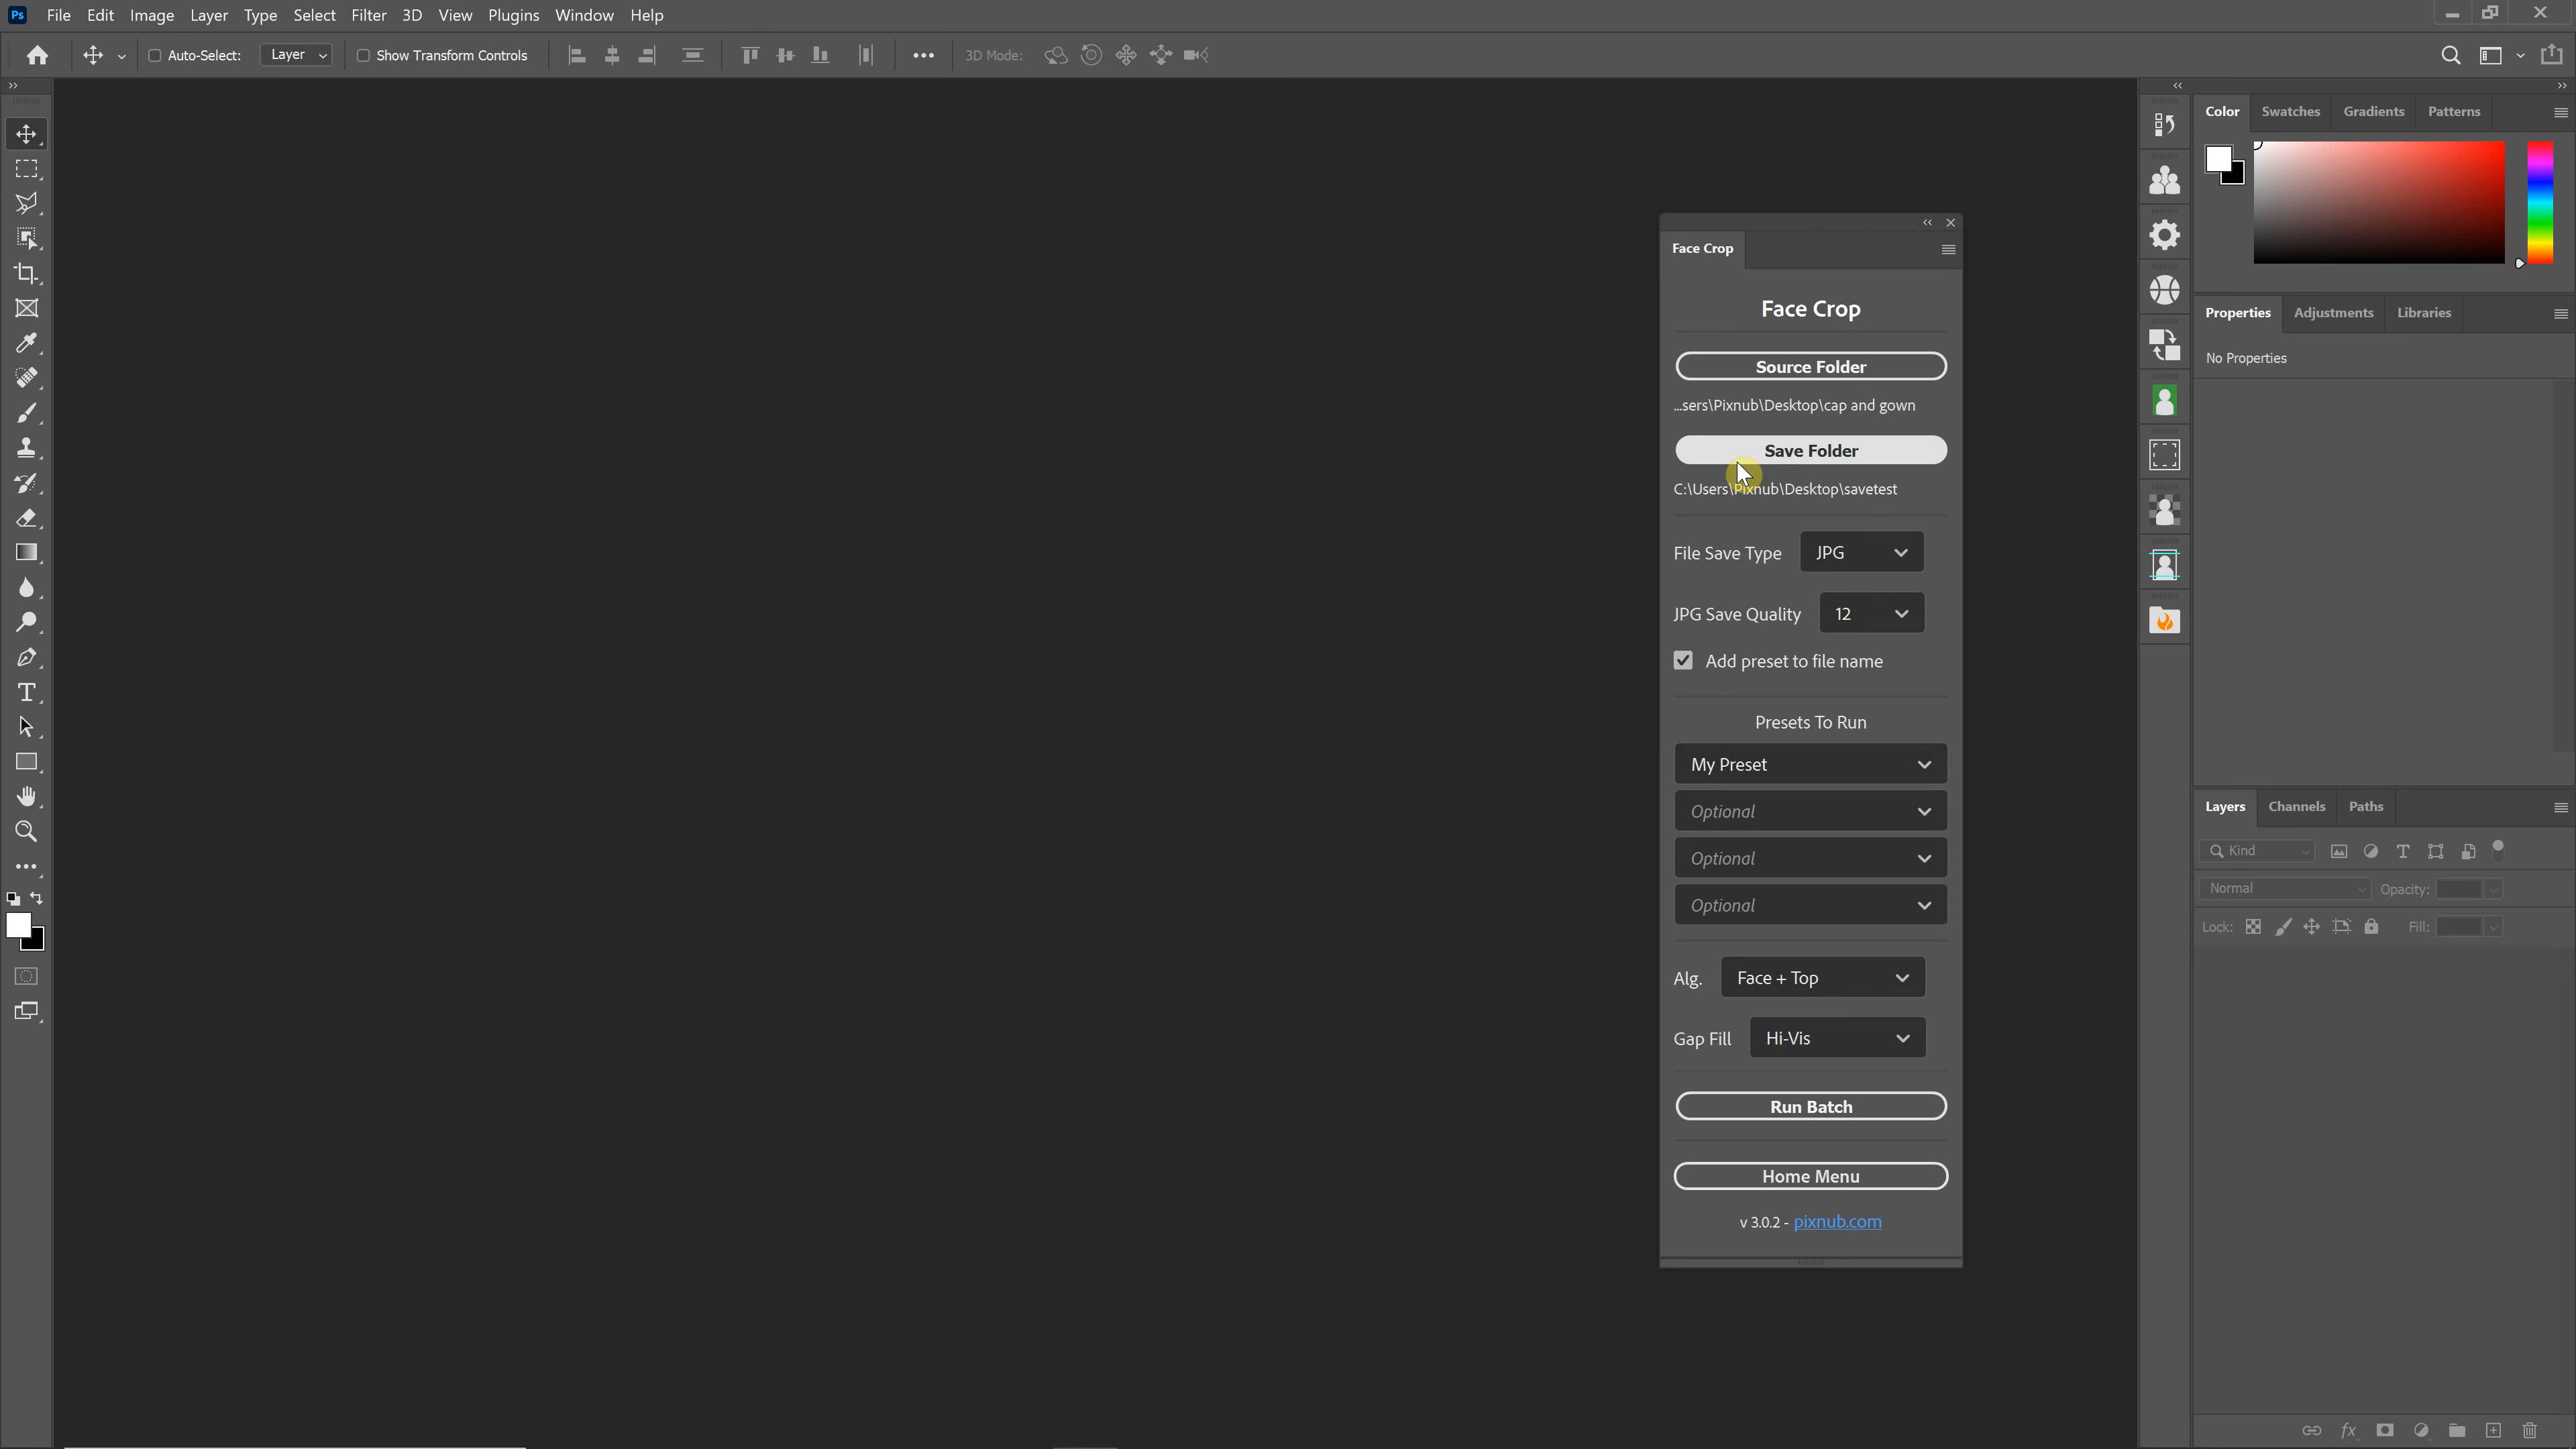 Ps File Edit Image Layer Type Select Filter 3D View Plugins Window Help
Auto-Select: Layer Show Transform Controls 3D Mode:
Color Swatches Gradients Patterns
Properties Adjustments Libraries
No Properties
Layers Channels Paths
Kind
Normal Opacity:
Lock: Fill:
fx
Face Crop
Face Crop
Source Folder
...sers\Pixnub\Desktop\cap and gown
Save Folder
C:\Users\Pixnub\Desktop\savetest
File Save Type JPG
JPG Save Quality 12
Add preset to file name
Presets To Run
My Preset
Optional
Optional
Optional
Alg. Face + Top
Gap Fill Hi-Vis
Run Batch
Home Menu
v 3.0.2 - pixnub.com